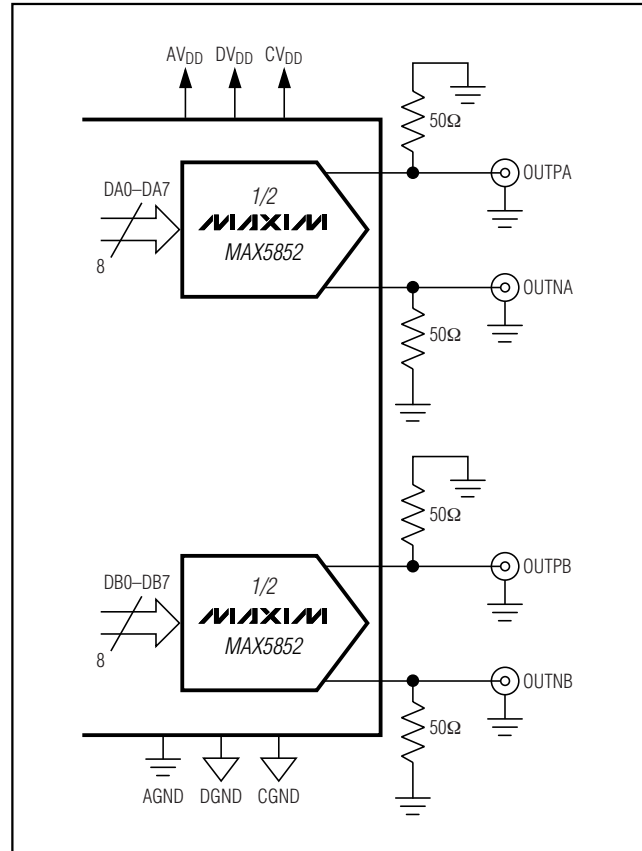 AVDD DVDD CVDD
50Ω
DA0–DA7
8
1/2
MAXIM
MAX5852
OUTPA
OUTNA
50Ω
50Ω
DB0–DB7
8
1/2
MAXIM
MAX5852
OUTPB
OUTNB
50Ω
AGND DGND CGND